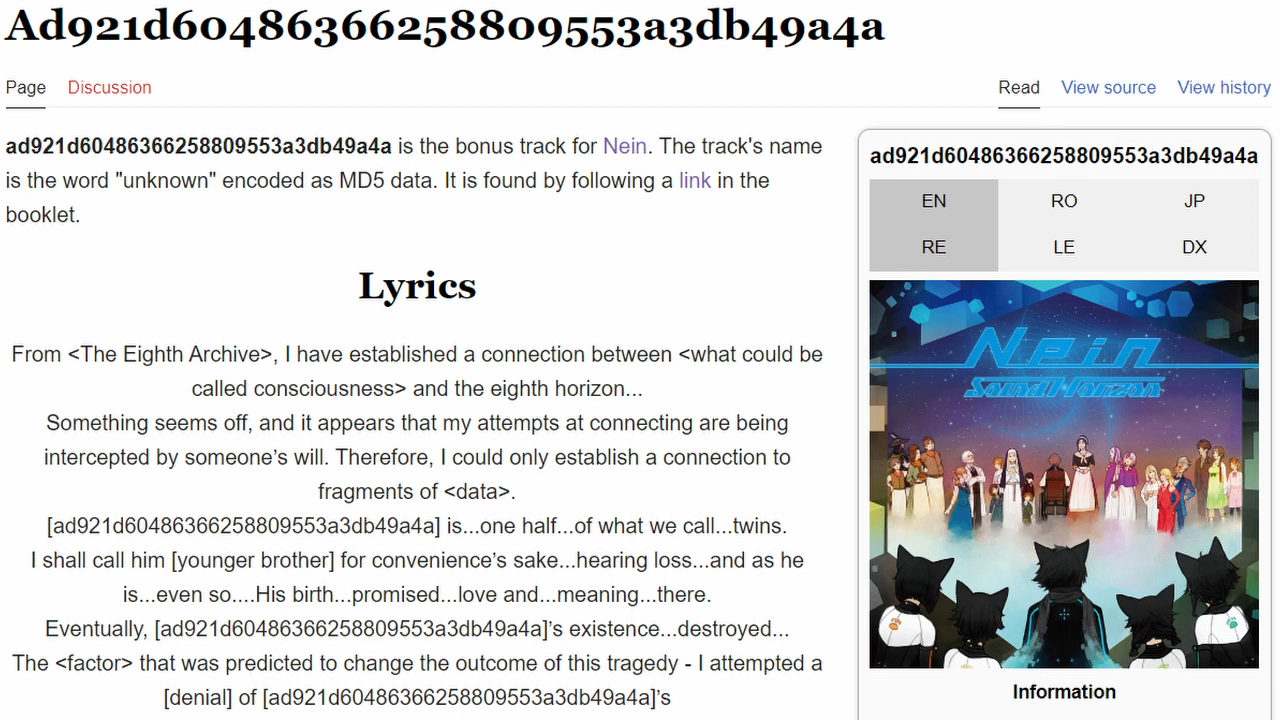 Ad921d60486366258809553a3db49a4a
Page Discussion Read View source View history
ad921d60486366258809553a3db49a4a is the bonus track for Nein. The track's name
is the word "unknown" encoded as MD5 data. It is found by following a link in the
booklet.
Lyrics
From <The Eighth Archive>, I have established a connection between <what could be
called consciousness> and the eighth horizon...
Something seems off, and it appears that my attempts at connecting are being
intercepted by someone’s will. Therefore, I could only establish a connection to
fragments of <data>.
[ad921d60486366258809553a3db49a4a] is...one half...of what we call...twins.
I shall call him [younger brother] for convenience’s sake...hearing loss...and as he
is...even so....His birth...promised...love and...meaning...there.
Eventually, [ad921d60486366258809553a3db49a4a]’s existence...destroyed...
The <factor> that was predicted to change the outcome of this tragedy - I attempted a
[denial] of [ad921d60486366258809553a3db49a4a]’s
ad921d60486366258809553a3db49a4a
EN RO JP
RE LE DX
Nein
Sound Horizon
Information